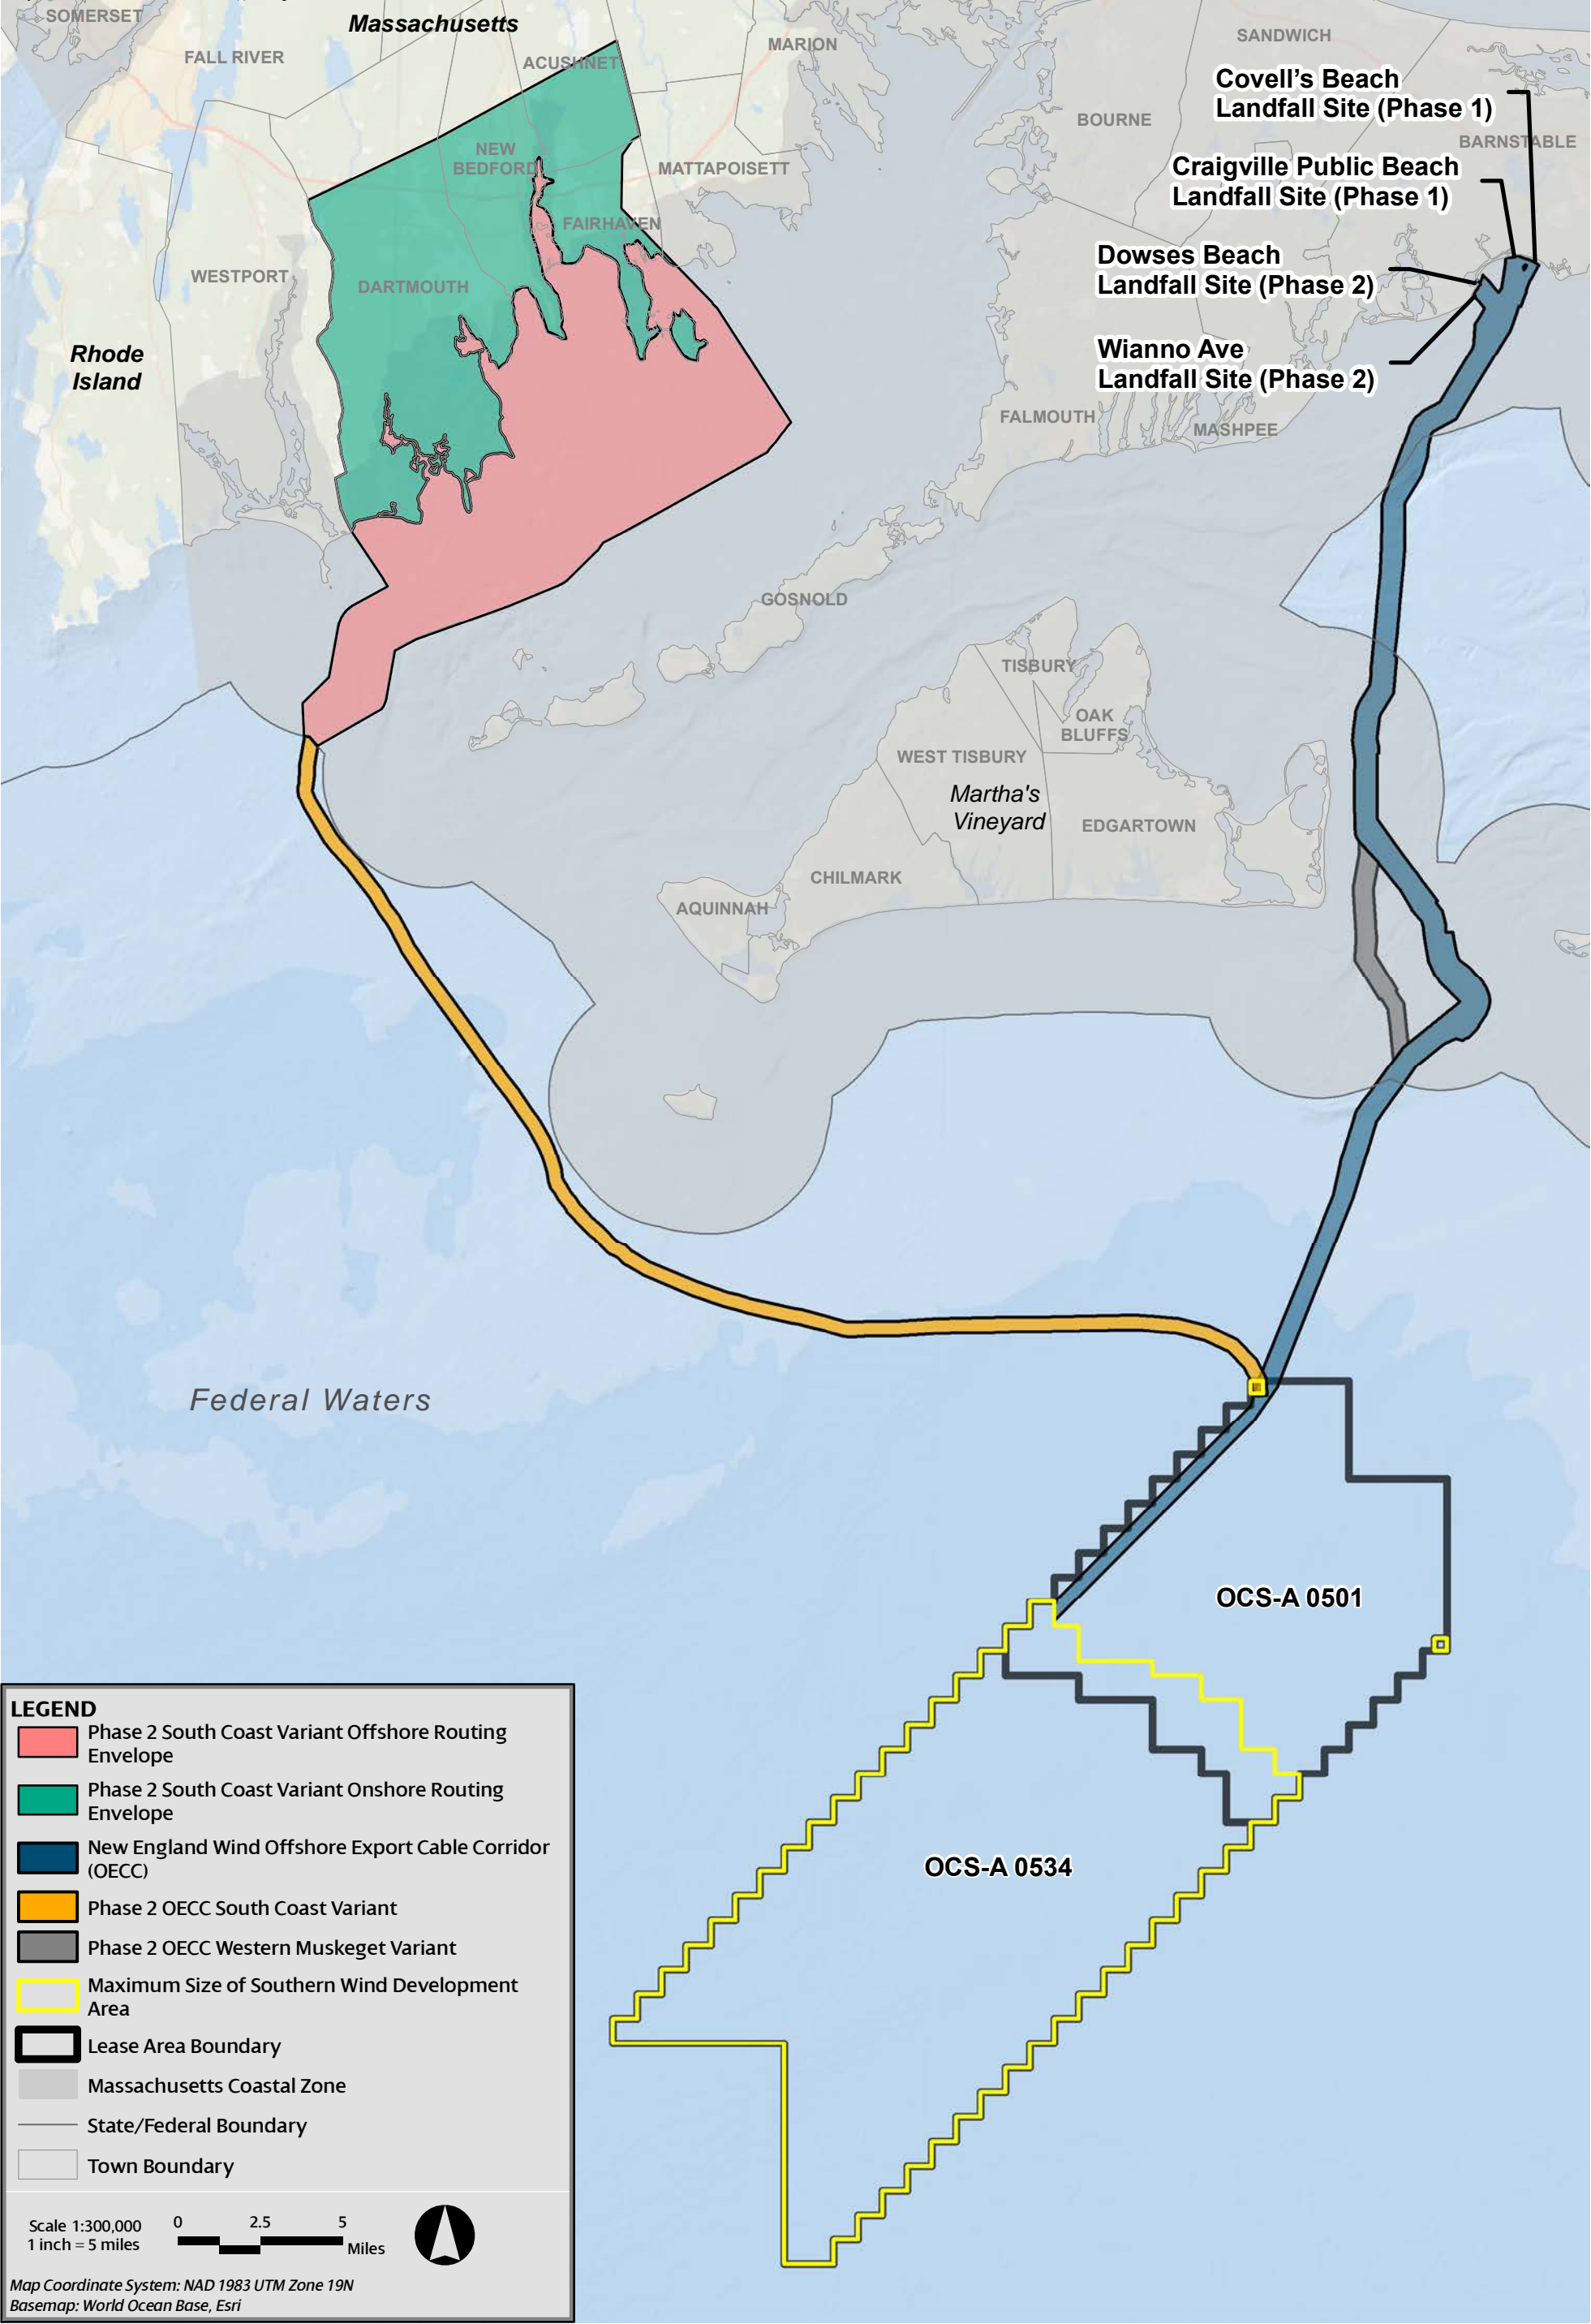 SOMERSET
Massachusetts
FALL RIVER
ACUSHNET
MARION
SANDWICH
Covell's Beach
Landfall Site (Phase 1)
BOURNE
BARNSTABLE
NEW
BEDFORD
MATTAPOISETT
Craigville Public Beach
Landfall Site (Phase 1)
FAIRHAVEN
WESTPORT
DARTMOUTH
Dowses Beach
Landfall Site (Phase 2)
Rhode
Island
Wianno Ave
Landfall Site (Phase 2)
FALMOUTH
MASHPEE
GOSNOLD
TISBURY
OAK
BLUFFS
WEST TISBURY
Martha's
Vineyard
EDGARTOWN
CHILMARK
AQUINNAH
Federal Waters
OCS-A 0501
OCS-A 0534
LEGEND
Phase 2 South Coast Variant Offshore Routing
Envelope
Phase 2 South Coast Variant Onshore Routing
Envelope
New England Wind Offshore Export Cable Corridor
(OECC)
Phase 2 OECC South Coast Variant
Phase 2 OECC Western Muskeget Variant
Maximum Size of Southern Wind Development
Area
Lease Area Boundary
Massachusetts Coastal Zone
State/Federal Boundary
Town Boundary
Scale 1:300,000
1 inch = 5 miles
0 2.5 5
Miles
Map Coordinate System: NAD 1983 UTM Zone 19N
Basemap: World Ocean Base, Esri